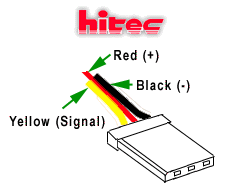 hitec
Red (+)
Black (-)
Yellow (Signal)